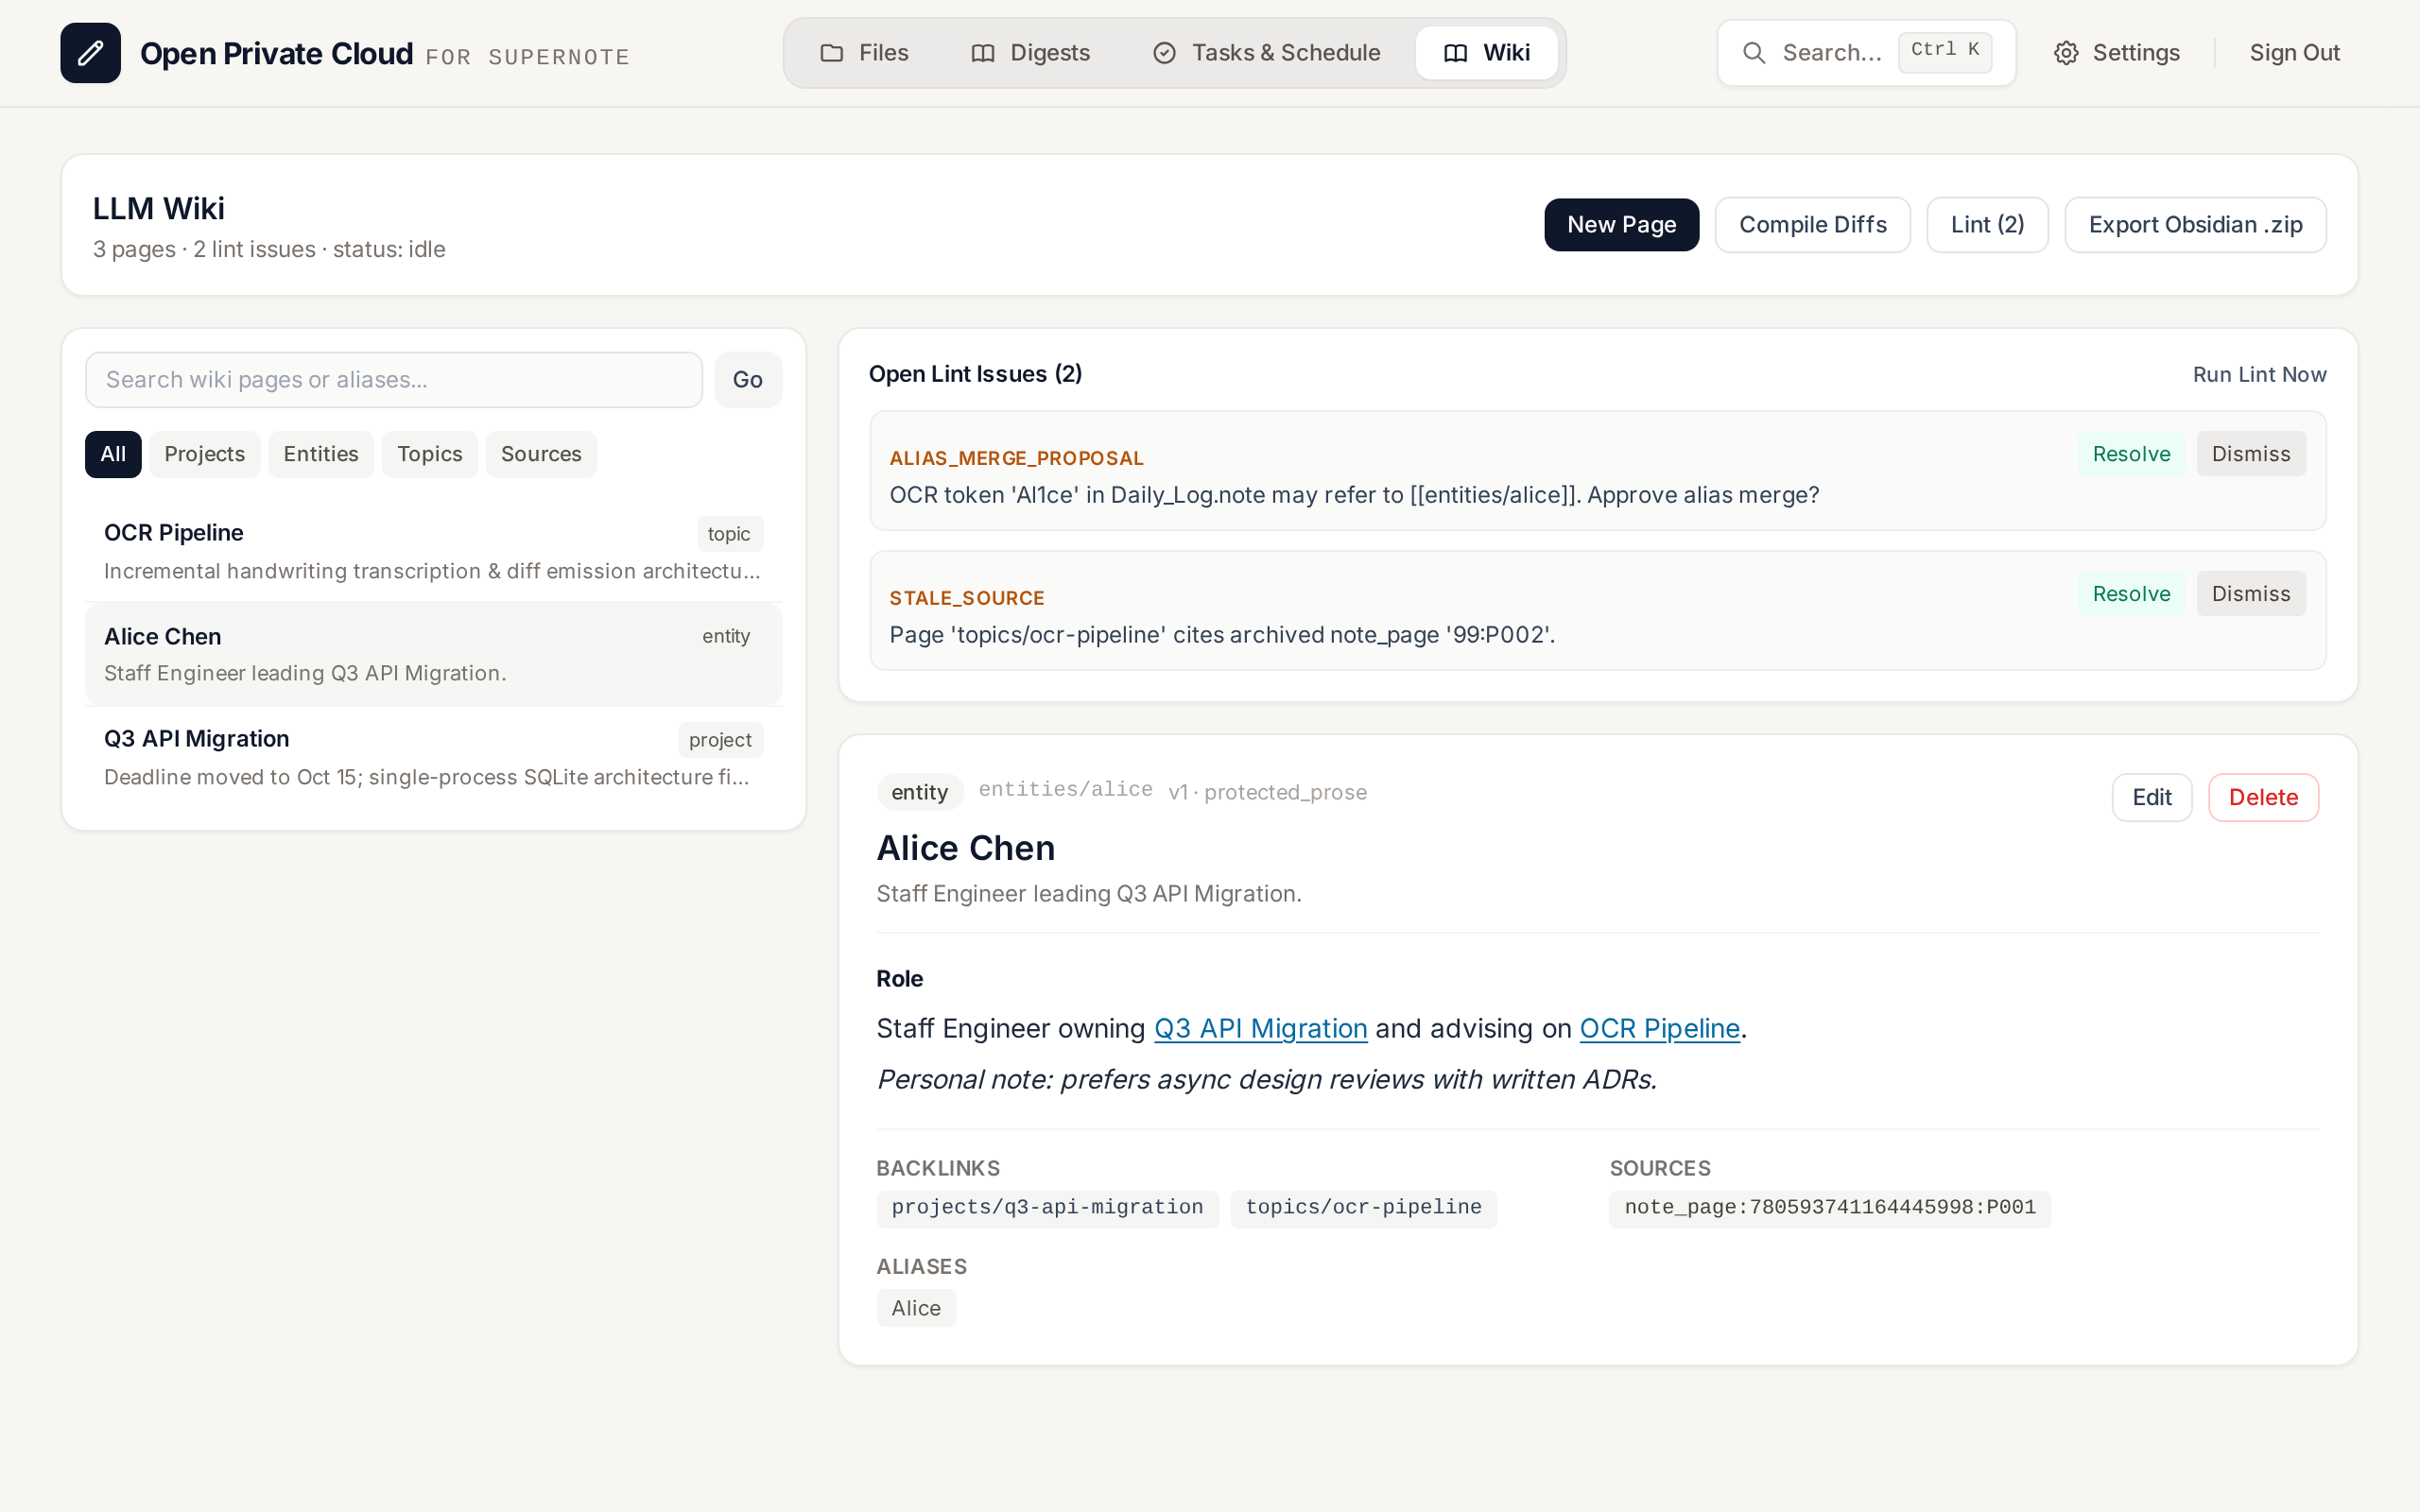 Open Private Cloud FOR SUPERNOTE
Files
Digests
Tasks & Schedule
Wiki
Search...
Ctrl K
Settings
Sign Out
LLM Wiki
3 pages · 2 lint issues · status: idle
New Page
Compile Diffs
Lint (2)
Export Obsidian .zip
Search wiki pages or aliases...
Go
All
Projects
Entities
Topics
Sources
OCR Pipeline
topic
Incremental handwriting transcription & diff emission architectu...
Alice Chen
entity
Staff Engineer leading Q3 API Migration.
Q3 API Migration
project
Deadline moved to Oct 15; single-process SQLite architecture fi...
Open Lint Issues (2)
Run Lint Now
ALIAS_MERGE_PROPOSAL
OCR token 'Al1ce' in Daily_Log.note may refer to [[entities/alice]]. Approve alias merge?
Resolve
Dismiss
STALE_SOURCE
Page 'topics/ocr-pipeline' cites archived note_page '99:P002'.
Resolve
Dismiss
entity
entities/alice
v1 · protected_prose
Edit
Delete
Alice Chen
Staff Engineer leading Q3 API Migration.
Role
Staff Engineer owning Q3 API Migration and advising on OCR Pipeline.
Personal note: prefers async design reviews with written ADRs.
BACKLINKS
projects/q3-api-migration
topics/ocr-pipeline
SOURCES
note_page:780593741164445998:P001
ALIASES
Alice